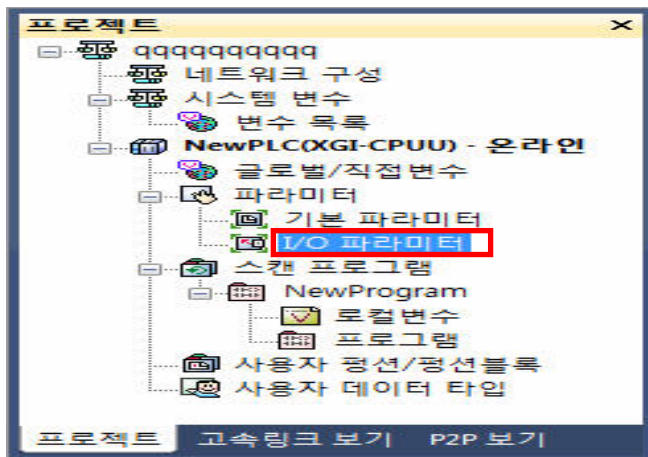 프로젝트
qqqqqqqqqq
네트워크 구성
시스템 변수
변수 목록
NewPLC(XGI-CPUU) - 온라인
글로벌/직접변수
파라미터
기본 파라미터
I/O 파라미터
스캔 프로그램
NewProgram
로컬변수
프로그램
사용자 펑션/펑션블록
사용자 데이터 타입
프로젝트 고속링크 보기 P2P 보기